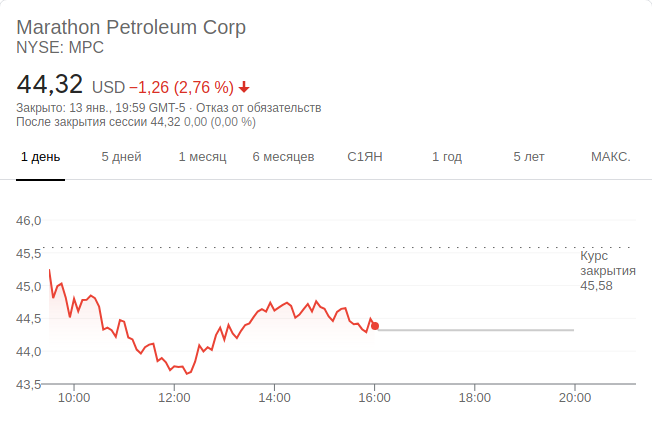 Marathon Petroleum Corp
NYSE: MPC
44,32 USD −1,26 (2,76 %)
Закрыто: 13 янв., 19:59 GMT-5 · Отказ от обязательств
После закрытия сессии 44,32 0,00 (0,00 %)
1 день 5 дней 1 месяц 6 месяцев С1ЯН 1 год 5 лет МАКС.
46,0
45,5
Курс
закрытия
45,58
45,0
44,5
44,0
43,5
10:00 12:00 14:00 16:00 18:00 20:00